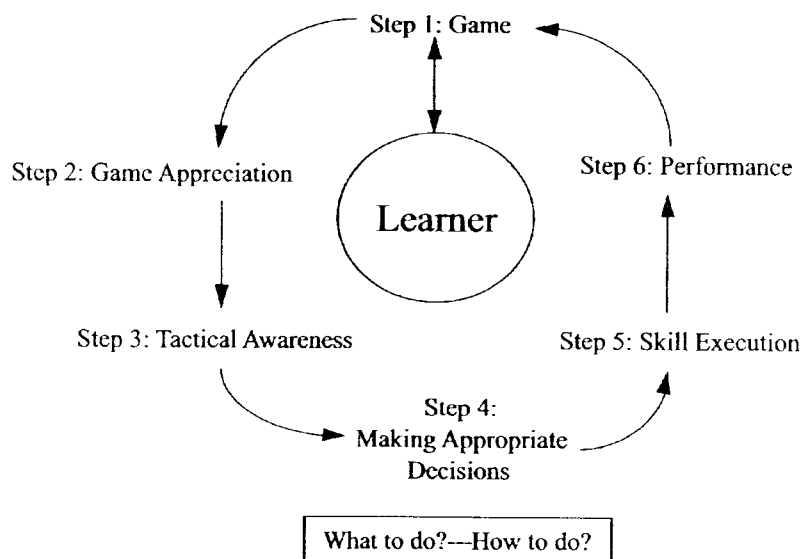 Step 1: Game
Step 2: Game Appreciation
Step 6: Performance
Learner
Step 3: Tactical Awareness
Step 5: Skill Execution
Step 4:
Making Appropriate
Decisions
What to do?---How to do?